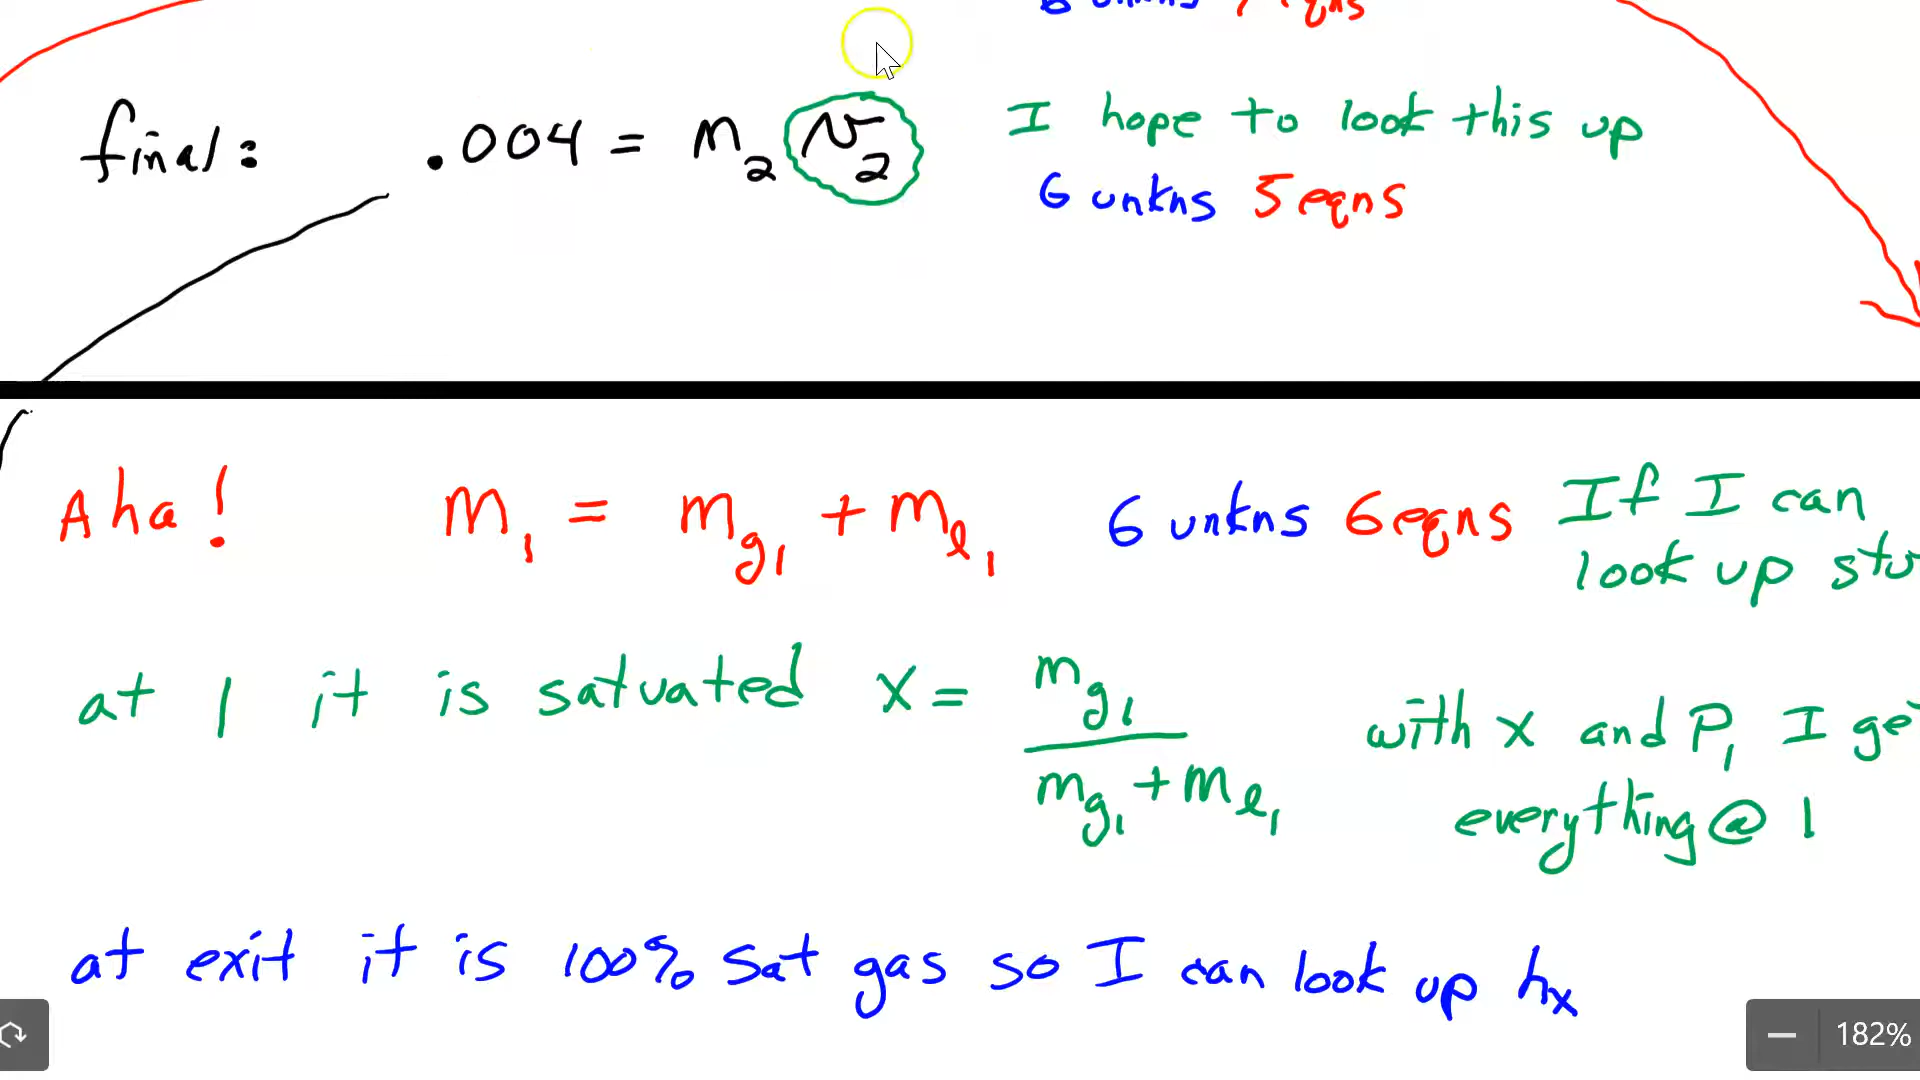 final: .004 = m₂ v₂ I hope to look this up
6 unkns 5 eqns
Aha! m₁ = mg₁ + mℓ₁ 6 unkns 6 eqns If I can
look up
at 1 it is satuated x = mg₁ / mg₁ + mℓ₁ with x and P₁ I
everything @ 1
at exit it is 100% sat gas so I can look up hx
182%